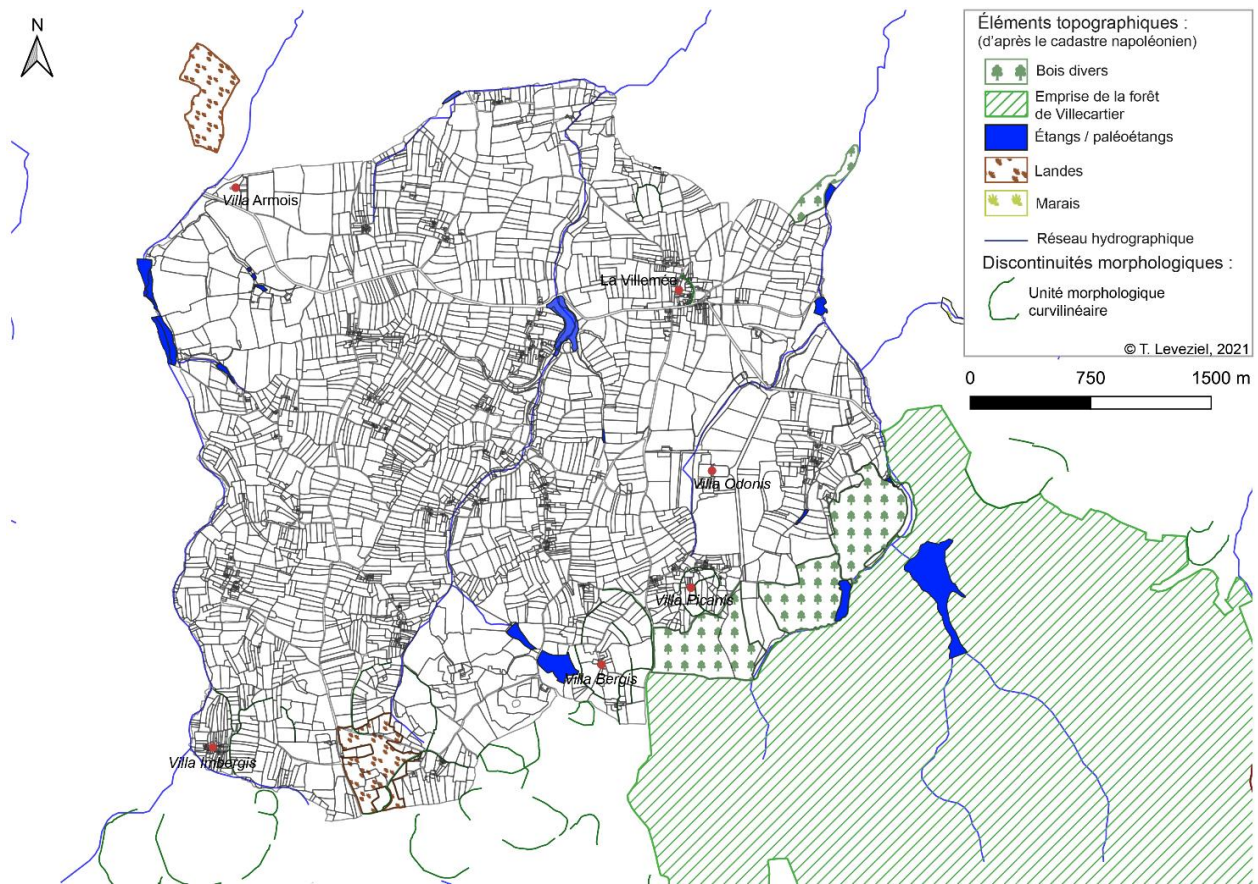 N
Éléments topographiques :
(d'après le cadastre napoléonien)
Bois divers
Emprise de la forêt
de Villecartier
Étangs / paléoétangs
Landes
Marais
Réseau hydrographique
Discontinuités morphologiques :
Unité morphologique
curvilinéaire
© T. Leveziel, 2021
0 750 1500 m
Villa Armois
La Villemée
Villa Odonis
Villa Picanis
Villa Bergis
Villa Imbergis